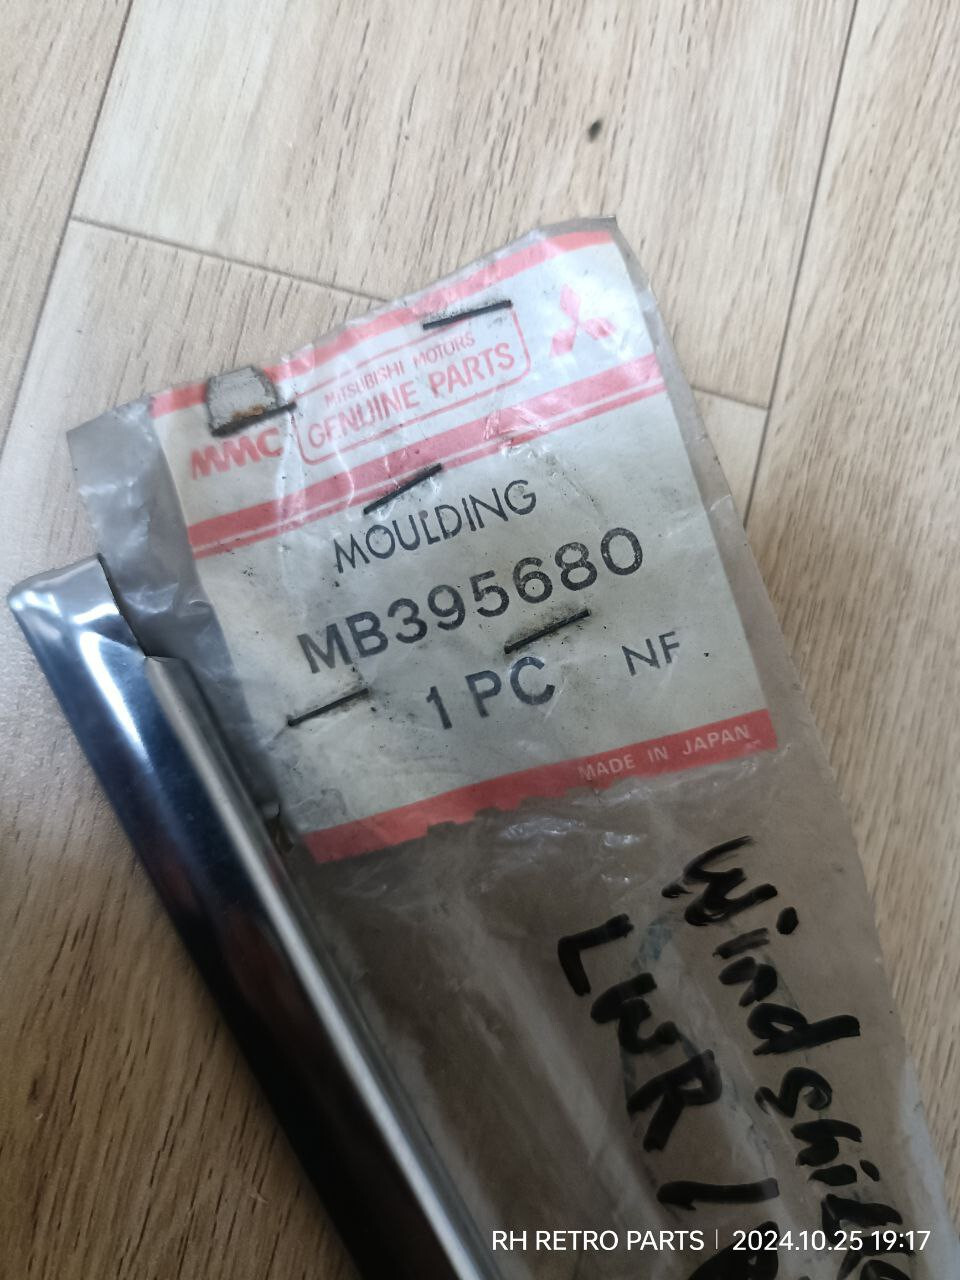 MITSUBISHI MOTORS
MMC GENUINE PARTS
MOULDING
MB395680
1 PC NF
MADE IN JAPAN
Windshil
LWR /
RH RETRO PARTS | 2024.10.25 19:17